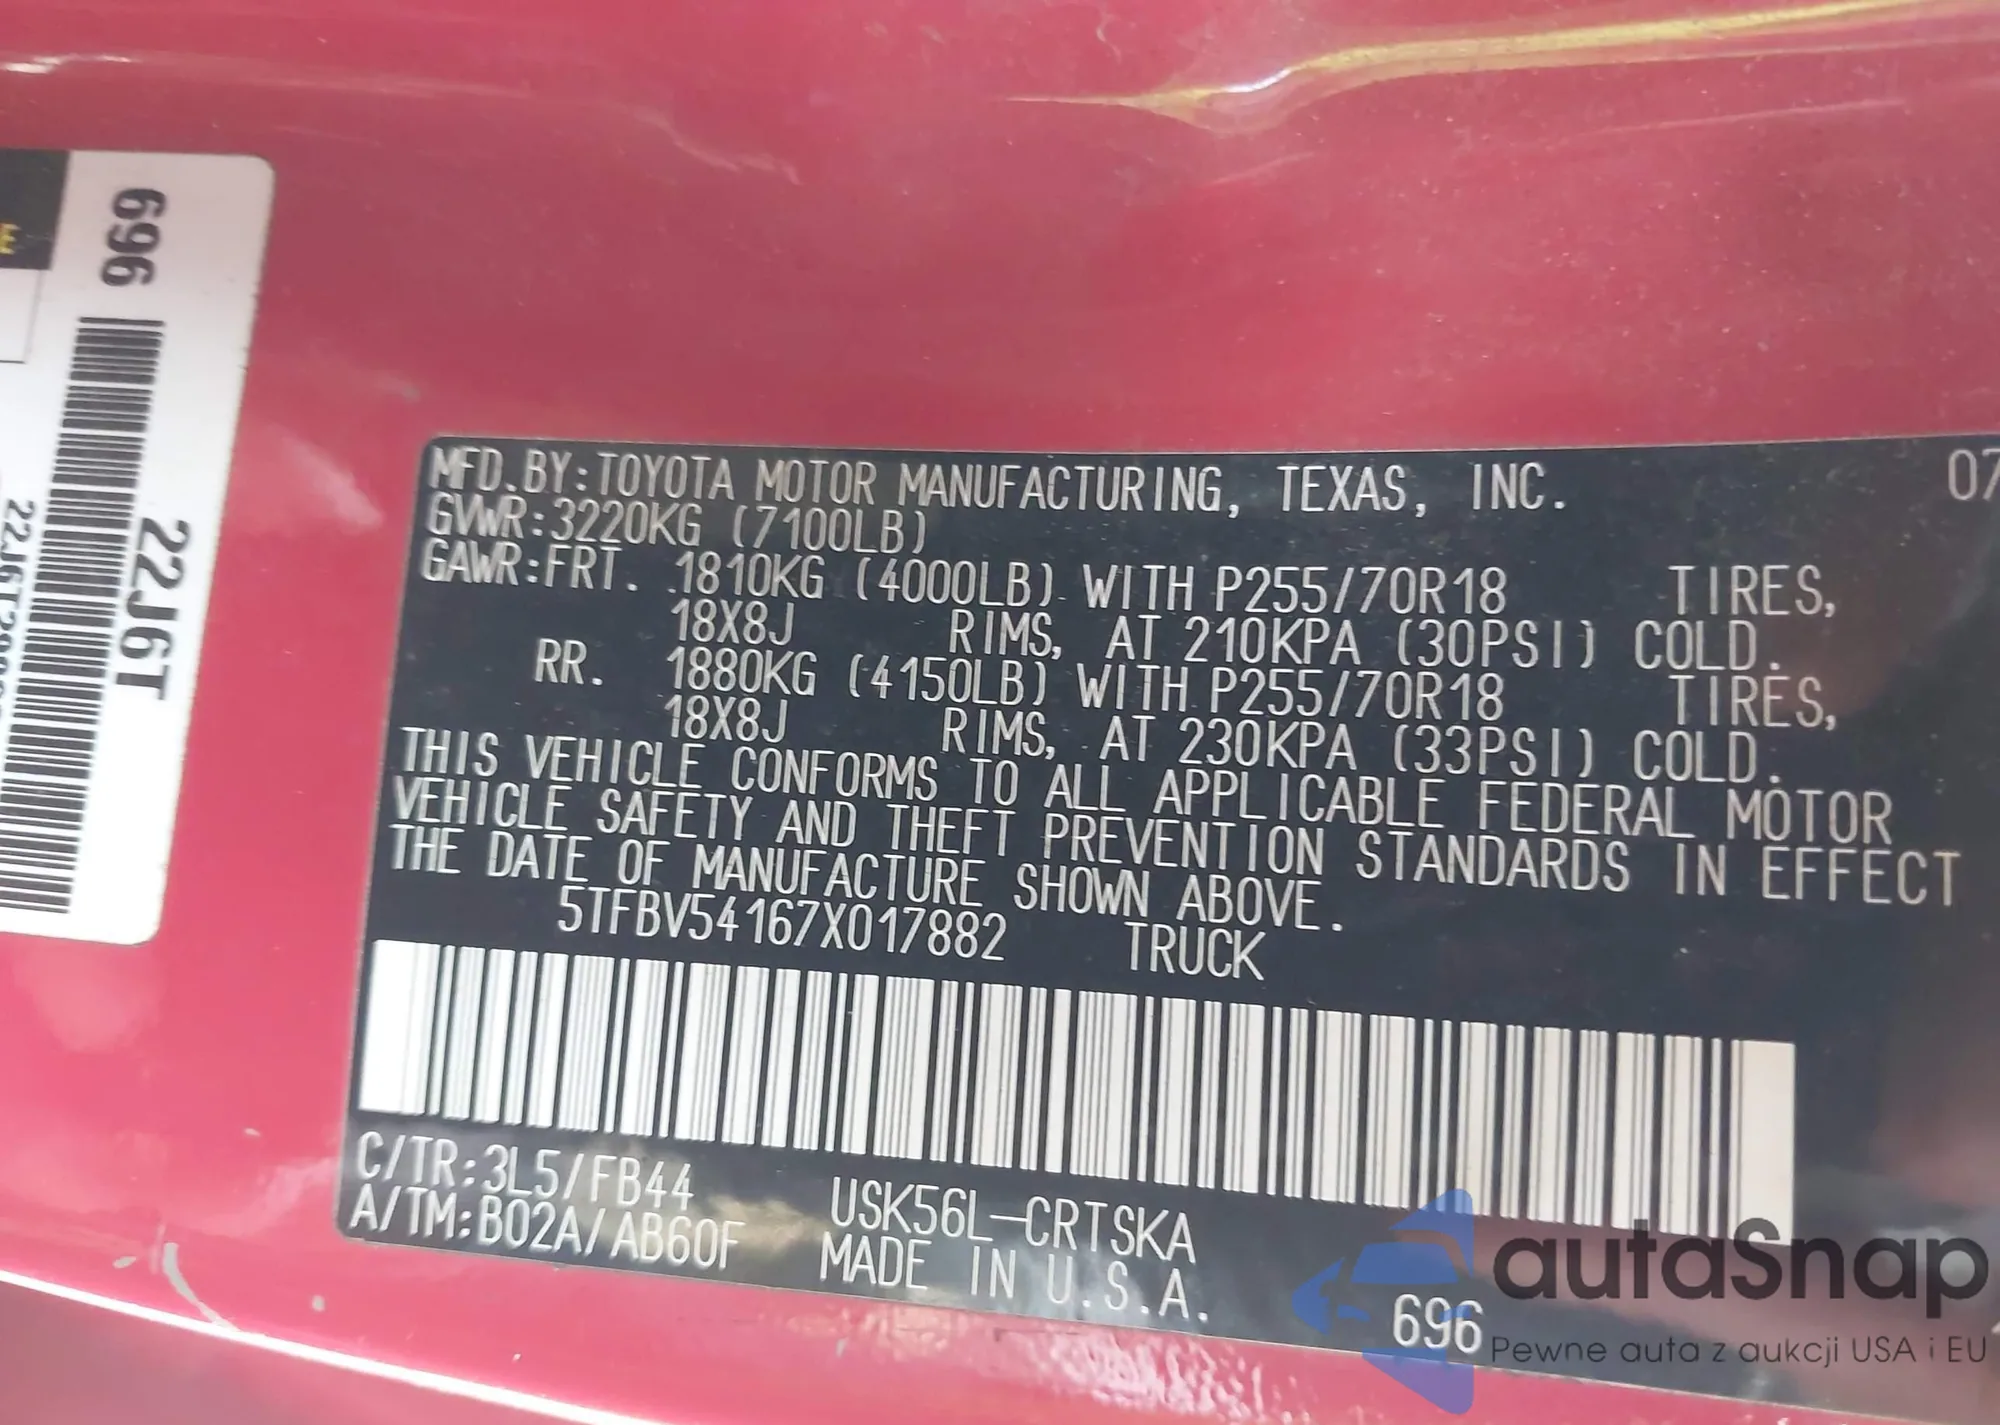 696
22J6T
MFD.BY:TOYOTA MOTOR MANUFACTURING, TEXAS, INC. 07
GVWR:3220KG (7100LB)
GAWR:FRT. 1810KG (4000LB) WITH P255/70R18 TIRES,
18X8J RIMS, AT 210KPA (30PSI) COLD.
RR. 1880KG (4150LB) WITH P255/70R18 TIRES,
18X8J RIMS, AT 230KPA (33PSI) COLD.
THIS VEHICLE CONFORMS TO ALL APPLICABLE FEDERAL MOTOR
VEHICLE SAFETY AND THEFT PREVENTION STANDARDS IN EFFECT
THE DATE OF MANUFACTURE SHOWN ABOVE.
5TFBV54167X017882 TRUCK
C/TR:3L5/FB44 USK56L-CRTSKA
A/TM:B02A/AB60F MADE IN U.S.A.
696
autaSnap
Pewne auta z aukcji USA i EU